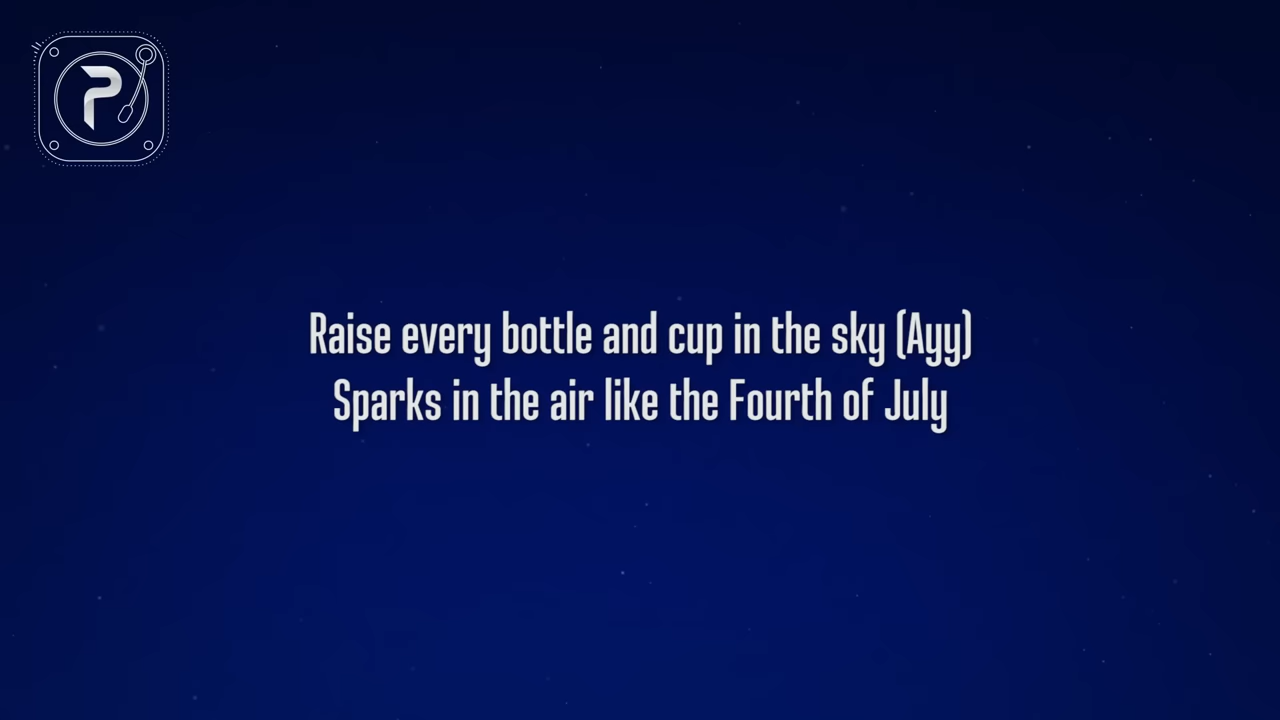 P
Raise every bottle and cup in the sky (Ayy)
Sparks in the air like the Fourth of July